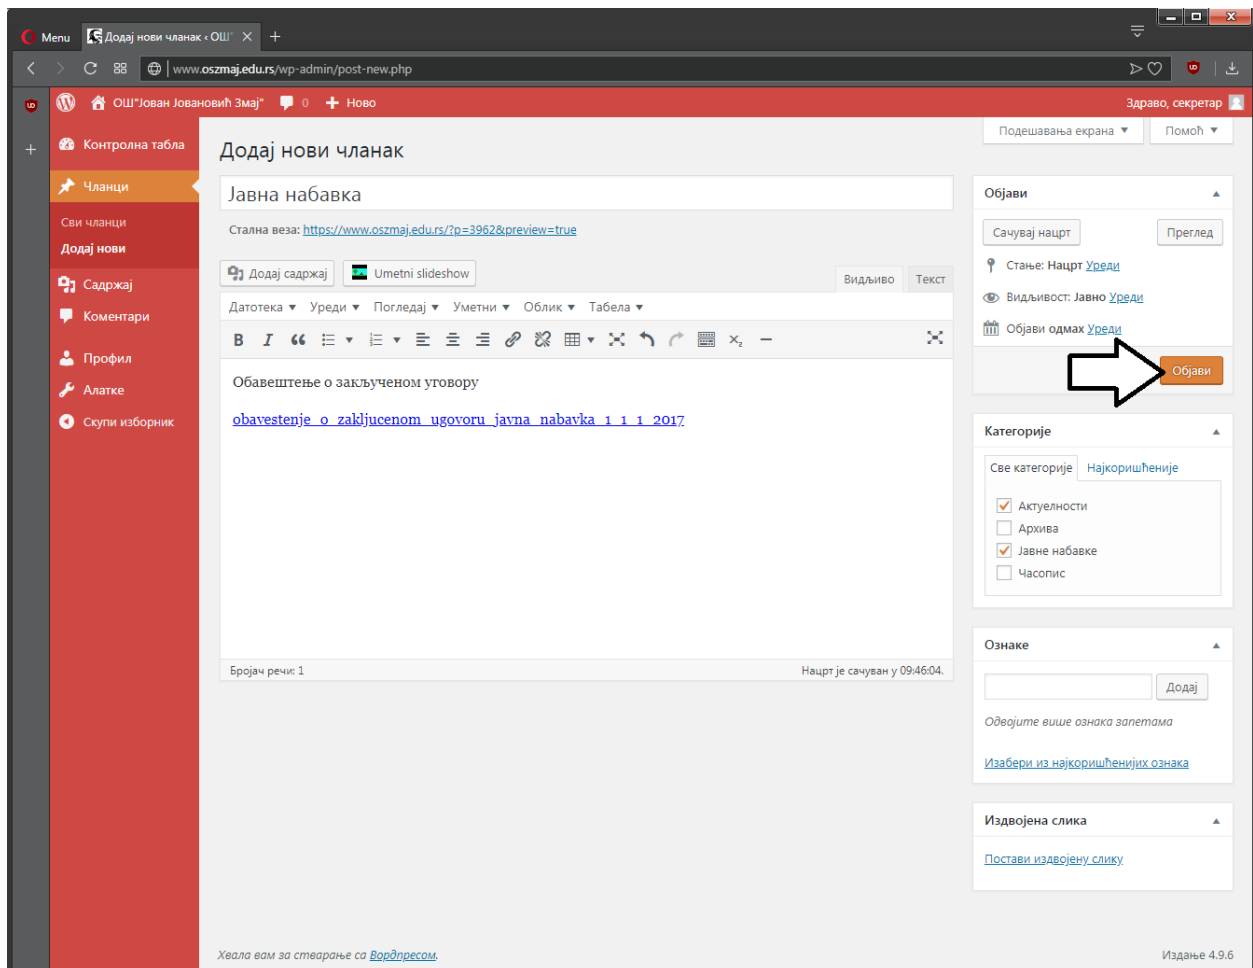 Menu
Додај нови чланак ‹ ОШ"
www.oszmaj.edu.rs/wp-admin/post-new.php
ОШ"Јован Јовановић Змај" 0 Ново
Здраво, секретар
Контролна табла
Чланци
Сви чланци
Додај нови
Садржај
Коментари
Профил
Алатке
Скупи изборник
Подешавања екрана ▼ Помоћ ▼
Додај нови чланак
Јавна набавка
Стална веза: https://www.oszmaj.edu.rs/?p=3962&preview=true
Додај садржај Umetni slideshow
Видљиво Текст
Датотека ▼ Уреди ▼ Погледај ▼ Уметни ▼ Облик ▼ Табела ▼
Обавештење о закљученом уговору
obavestenje_o_zakljucenom_ugovoru_javna_nabavka_1_1_1_2017
Бројач речи: 1 Нацрт је сачуван у 09:46:04.
Објави
Сачувај нацрт Преглед
Стање: Нацрт Уреди
Видљивост: Јавно Уреди
Објави одмах Уреди
Објави
Категорије
Све категорије Најкоришћеније
Актуелности
Архива
Јавне набавке
Часопис
Ознаке
Додај
Одвојите више ознака запетама
Изабери из најкоришћенијих ознака
Издвојена слика
Постави издвојену слику
Хвала вам за стварање са Вордпресом.
Издање 4.9.6